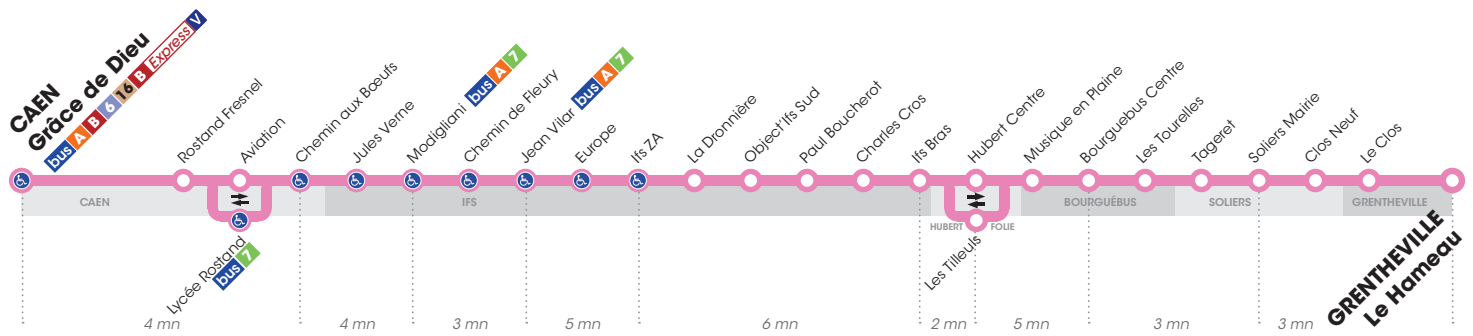 CAEN
Grâce de Dieu
bus A B 6 16 B Express V
Rostand Fresnel
Aviation
Lycée Rostand
bus 7
Chemin aux Bœufs
Jules Verne
Modigliani bus A 7
Chemin de Fleury
Jean Vilar bus A 7
Europe
Ifs ZA
La Dronnière
Object'Ifs Sud
Paul Boucherot
Charles Cros
Ifs Bras
Hubert Centre
Les Tilleuls
Musique en Plaine
Bourguebus Centre
Les Tourelles
Tageret
Soliers Mairie
Clos Neuf
Le Clos
GRENTHEVILLE
Le Hameau
CAEN
IFS
HUBERT FOLIE
BOURGUÉBUS
SOLIERS
GRENTHEVILLE
4 mn
4 mn
3 mn
5 mn
6 mn
2 mn
5 mn
3 mn
3 mn